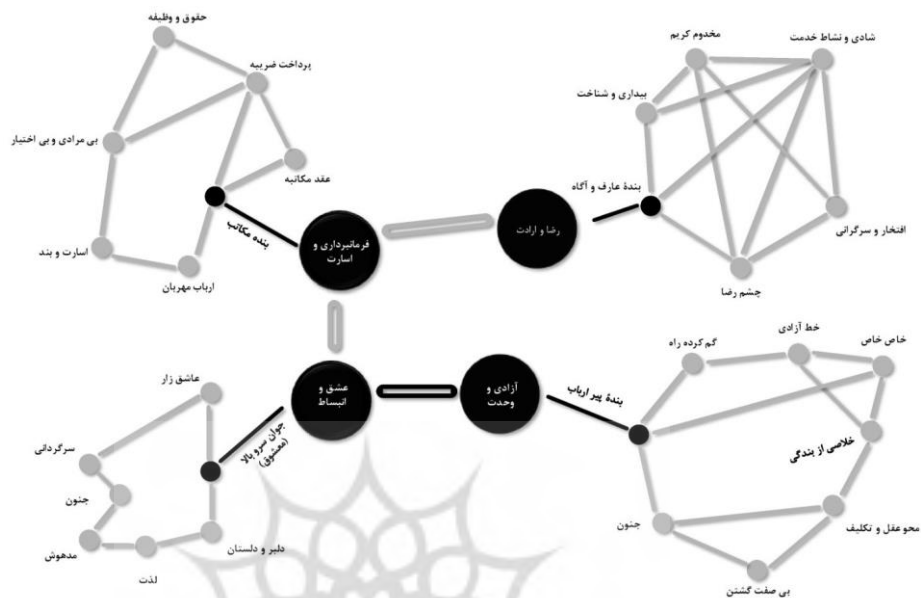 حقوق و وظیفه
پرداخت ضریبه
بی مرادی و بی اختیار
عقد مکاتبه
اسارت و بند
ارباب مهربان
بنده مکاتب
فرمانبرداری و
اسارت
مخدوم کریم
شادی و نشاط خدمت
بیداری و شناخت
بندۀ عارف و آگاه
افتخار و سرگرانی
چشم رضا
رضا و ارادت
عاشق زار
سرگردانی
جنون
مدهوش
لذت
دلبر و دلستان
جوان سرو بالا
(معشوق)
عشق و
انبساط
آزادی و
وحدت
بندۀ پیر ارباب
گم کرده راه
خط آزادی
خاص خاص
خلاصی از بندگی
جنون
محو عقل و تکلیف
بی صفت گشتن